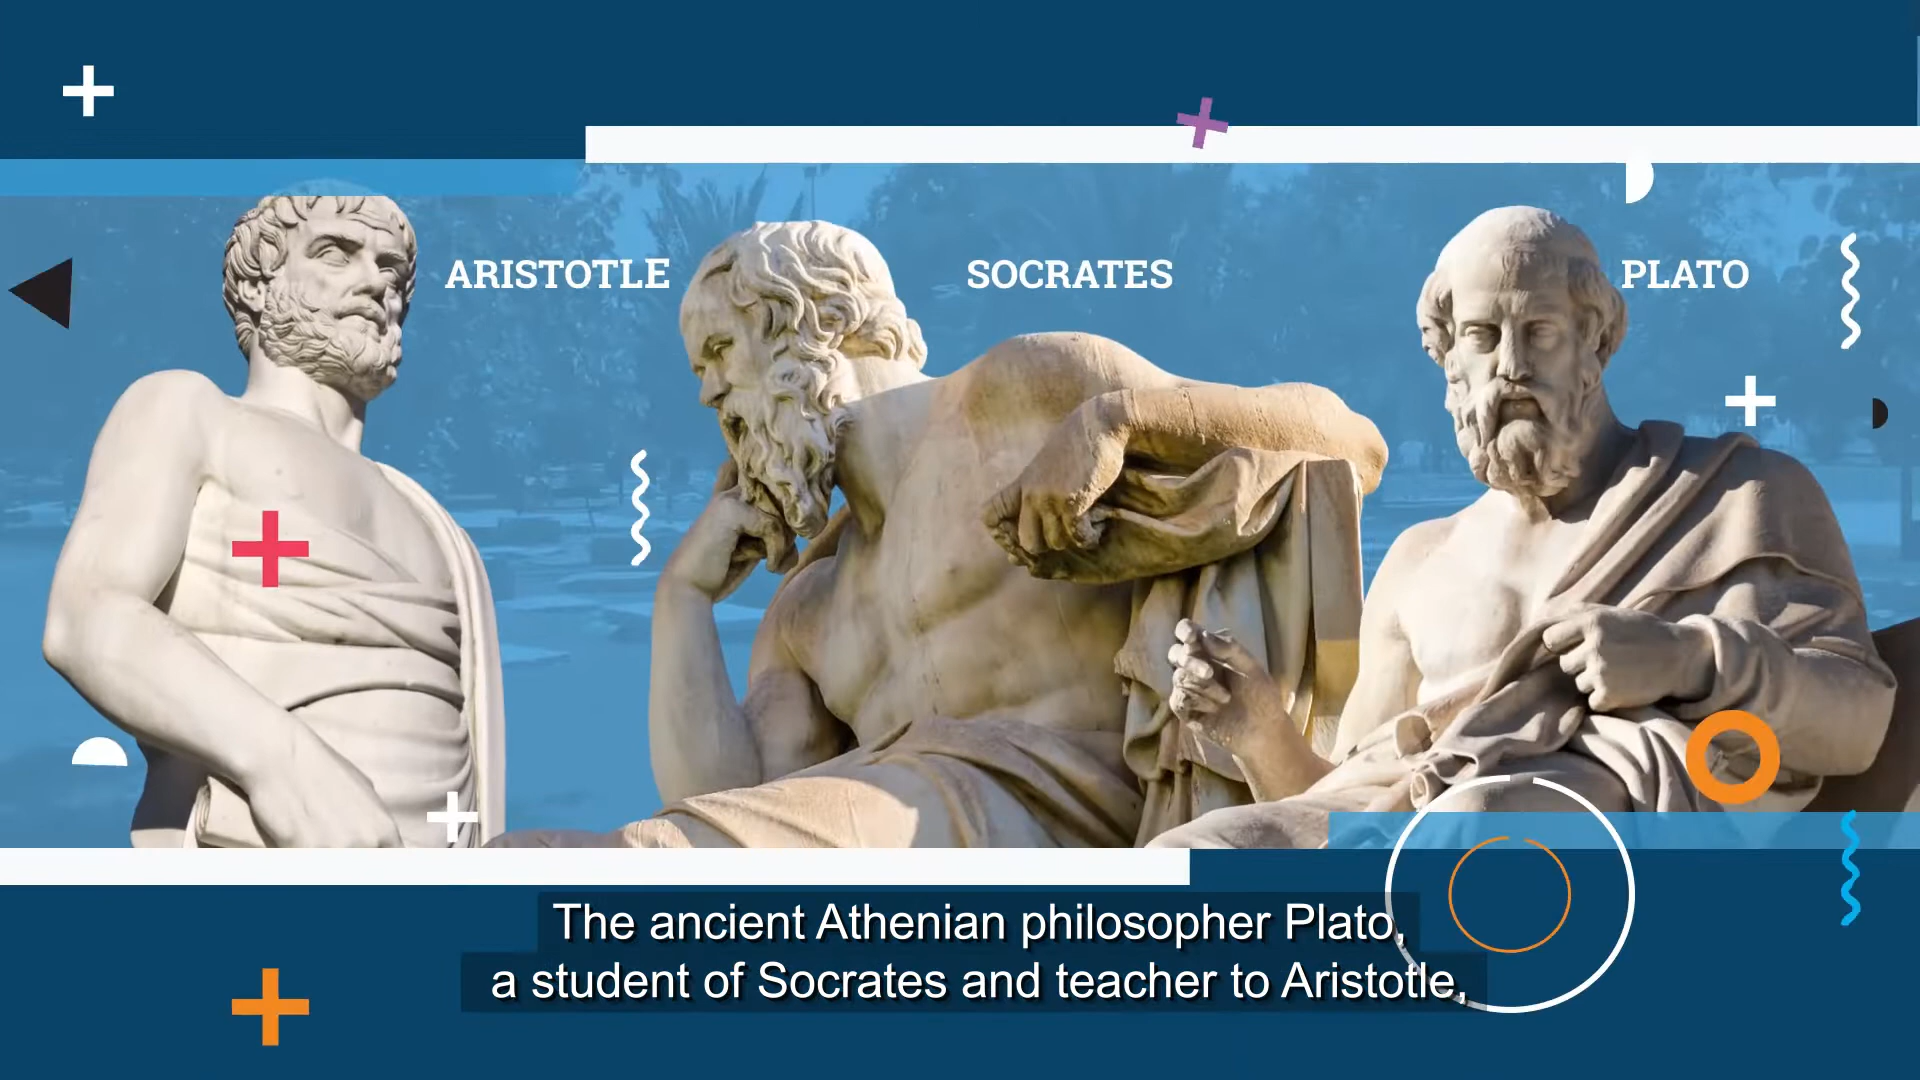 ARISTOTLE
SOCRATES
PLATO
The ancient Athenian philosopher Plato,
a student of Socrates and teacher to Aristotle,